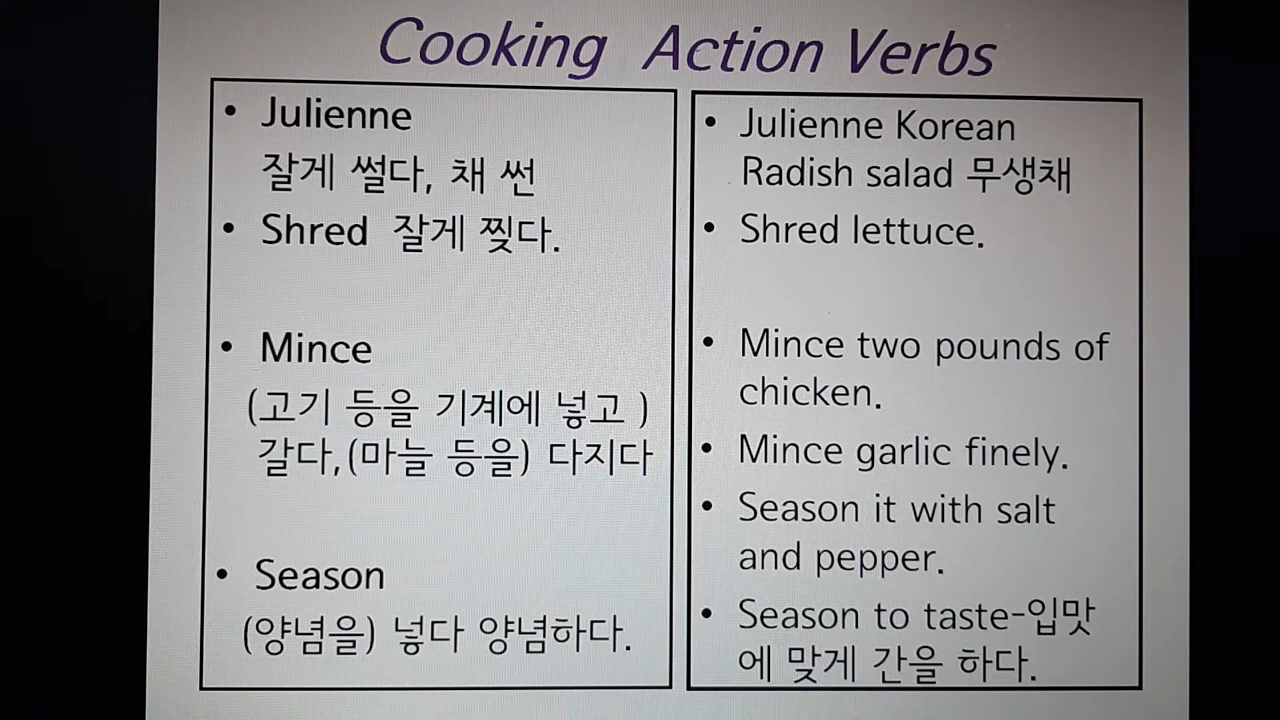 Cooking Action Verbs
• Julienne
잘게 썰다, 채 썬
• Shred 잘게 찢다.
• Mince
(고기 등을 기계에 넣고 )
갈다,(마늘 등을) 다지다
• Season
(양념을) 넣다 양념하다.
• Julienne Korean
Radish salad 무생채
• Shred lettuce.
• Mince two pounds of
chicken.
• Mince garlic finely.
• Season it with salt
and pepper.
• Season to taste-입맛
에 맞게 간을 하다.